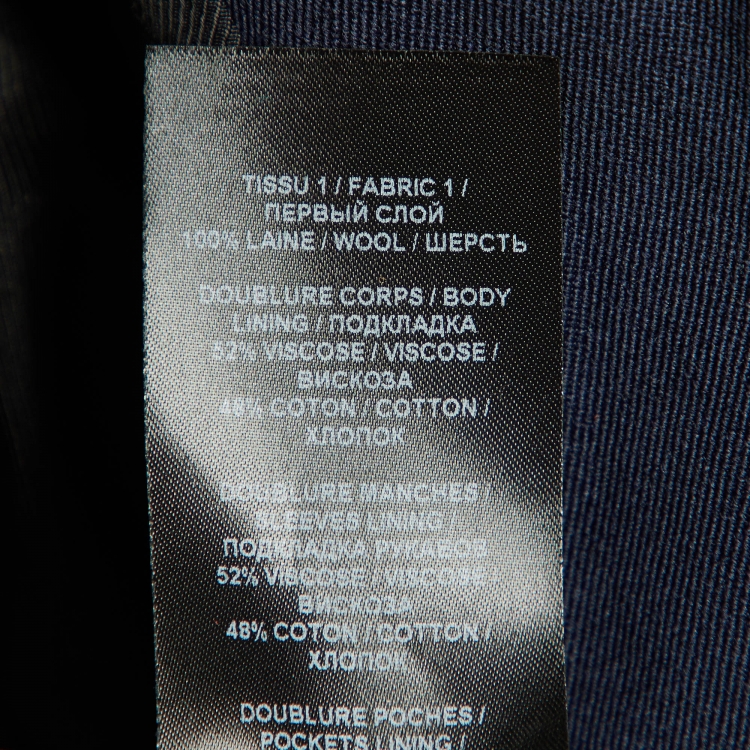 TISSU 1 / FABRIC 1 /
ПЕРВЫЙ СЛОЙ
100% LAINE / WOOL / ШЕРСТЬ
DOUBLURE CORPS / BODY
LINING / ПОДКЛАДКА
52% VISCOSE / VISCOSE /
ВИСКОЗА
48% COTON / COTTON /
ХЛОПОК
DOUBLURE MANCHES /
SLEEVES LINING
ПОДКЛАДКА РУКАВОВ
52% VISCOSE / VISCOSE
ВИСКОЗА
48% COTON / COTTON /
ХЛОПОК
DOUBLURE POCHES /
POCKETS LINING /